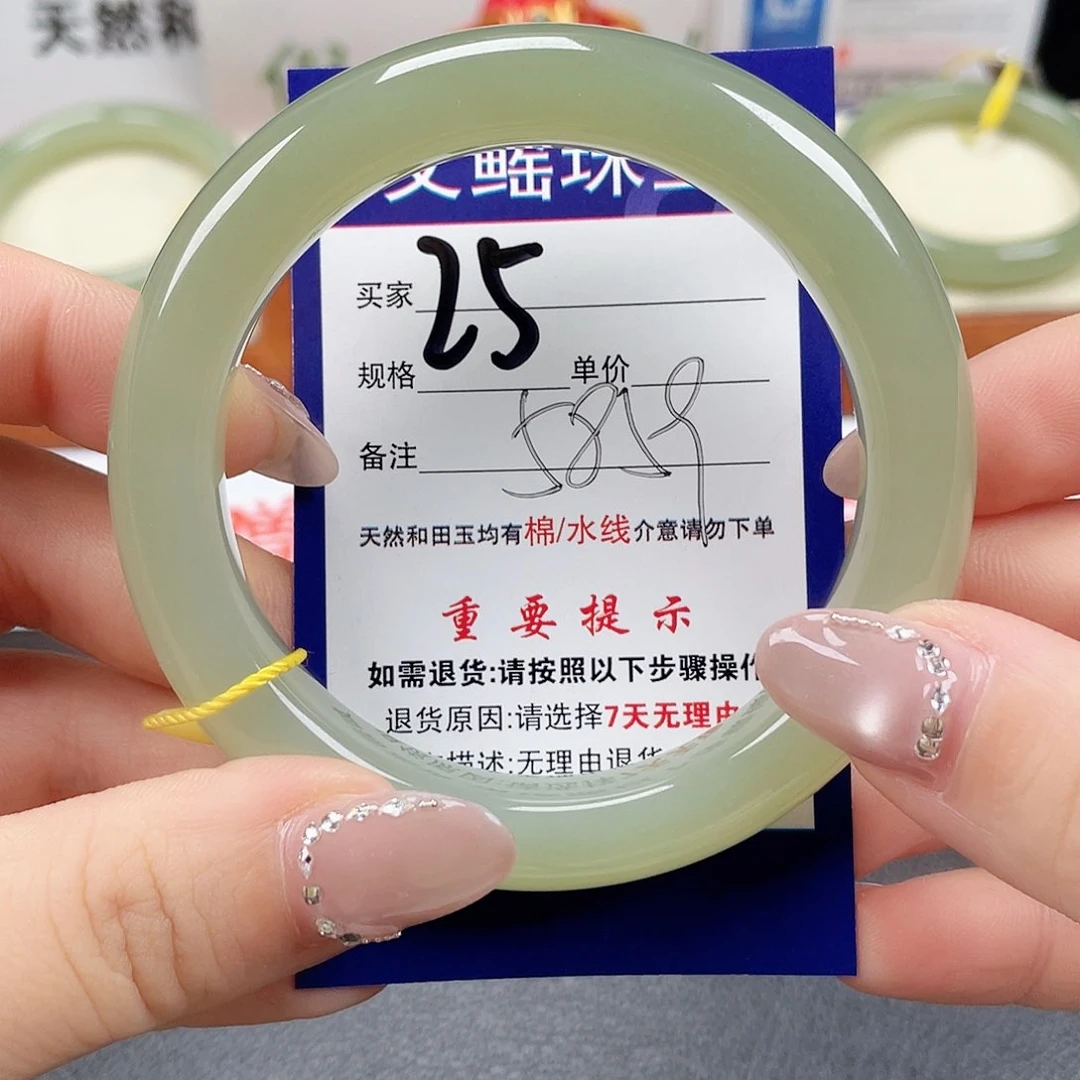 天然和
买家 25
规格 单价
备注
天然和田玉均有棉/水线介意请勿下单
重要提示
如需退货:请按照以下步骤操作
退货原因:请选择7天无理由
描述:无理由退货